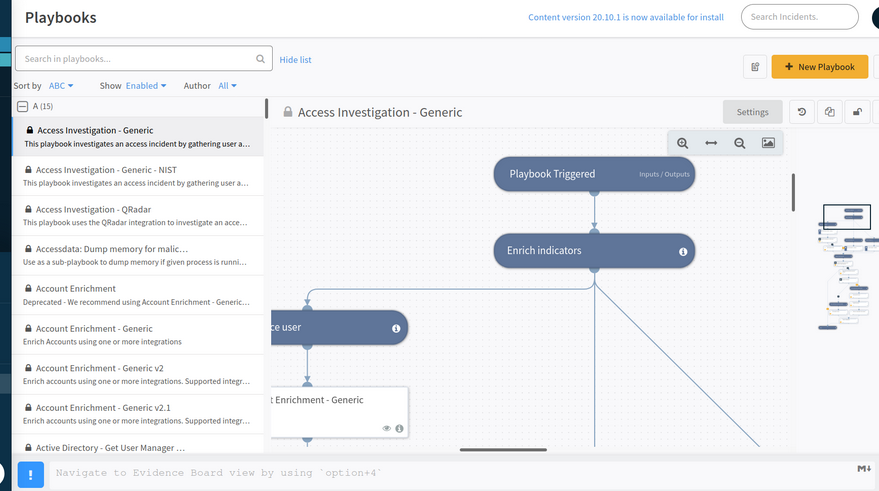 Playbooks
Content version 20.10.1 is now available for install
Search Incidents.
Search in playbooks...
Hide list
New Playbook
Sort by ABC Show Enabled Author All
A (15)
Access Investigation - Generic
This playbook investigates an access incident by gathering user a...
Access Investigation - Generic - NIST
This playbook investigates an access incident by gathering user a...
Access Investigation - QRadar
This playbook uses the QRadar integration to investigate an acce...
Accessdata: Dump memory for malic...
Use as a sub-playbook to dump memory if given process is runni...
Account Enrichment
Deprecated - We recommend using Account Enrichment - Generic...
Account Enrichment - Generic
Enrich Accounts using one or more integrations
Account Enrichment - Generic v2
Enrich accounts using one or more integrations. Supported integr...
Account Enrichment - Generic v2.1
Enrich accounts using one or more integrations. Supported integr...
Active Directory - Get User Manager ...
Access Investigation - Generic
Settings
Playbook Triggered Inputs / Outputs
Enrich indicators
ce user
t Enrichment - Generic
! Navigate to Evidence Board view by using `option+4`
M